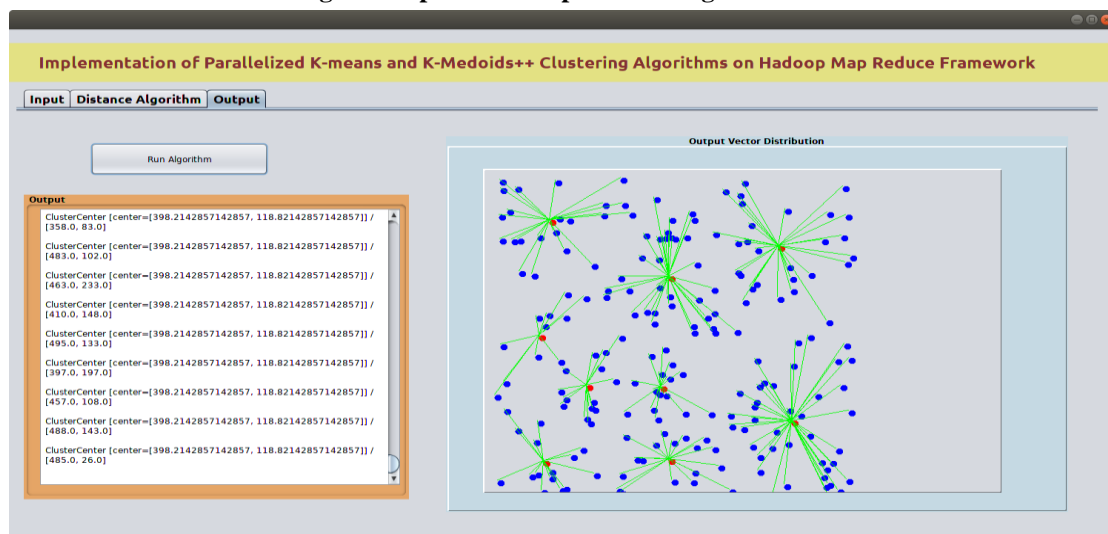 Implementation of Parallelized K-means and K-Medoids++ Clustering Algorithms on Hadoop Map Reduce Framework
Input
Distance Algorithm
Output
Run Algorithm
Output Vector Distribution
Output
ClusterCenter [center=[398.2142857142857, 118.82142857142857]] /
[358.0, 83.0]
ClusterCenter [center=[398.2142857142857, 118.82142857142857]] /
[483.0, 102.0]
ClusterCenter [center=[398.2142857142857, 118.82142857142857]] /
[463.0, 233.0]
ClusterCenter [center=[398.2142857142857, 118.82142857142857]] /
[410.0, 148.0]
ClusterCenter [center=[398.2142857142857, 118.82142857142857]] /
[495.0, 133.0]
ClusterCenter [center=[398.2142857142857, 118.82142857142857]] /
[397.0, 197.0]
ClusterCenter [center=[398.2142857142857, 118.82142857142857]] /
[457.0, 108.0]
ClusterCenter [center=[398.2142857142857, 118.82142857142857]] /
[488.0, 143.0]
ClusterCenter [center=[398.2142857142857, 118.82142857142857]] /
[485.0, 26.0]